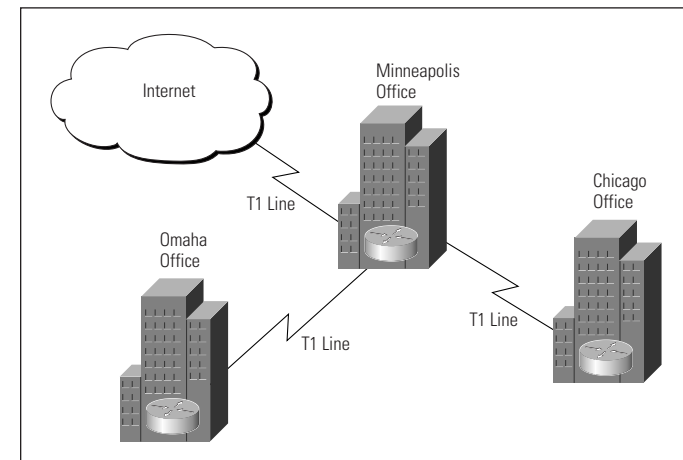 Internet
Minneapolis
Office
T1 Line
Chicago
Office
Omaha
Office
T1 Line
T1 Line